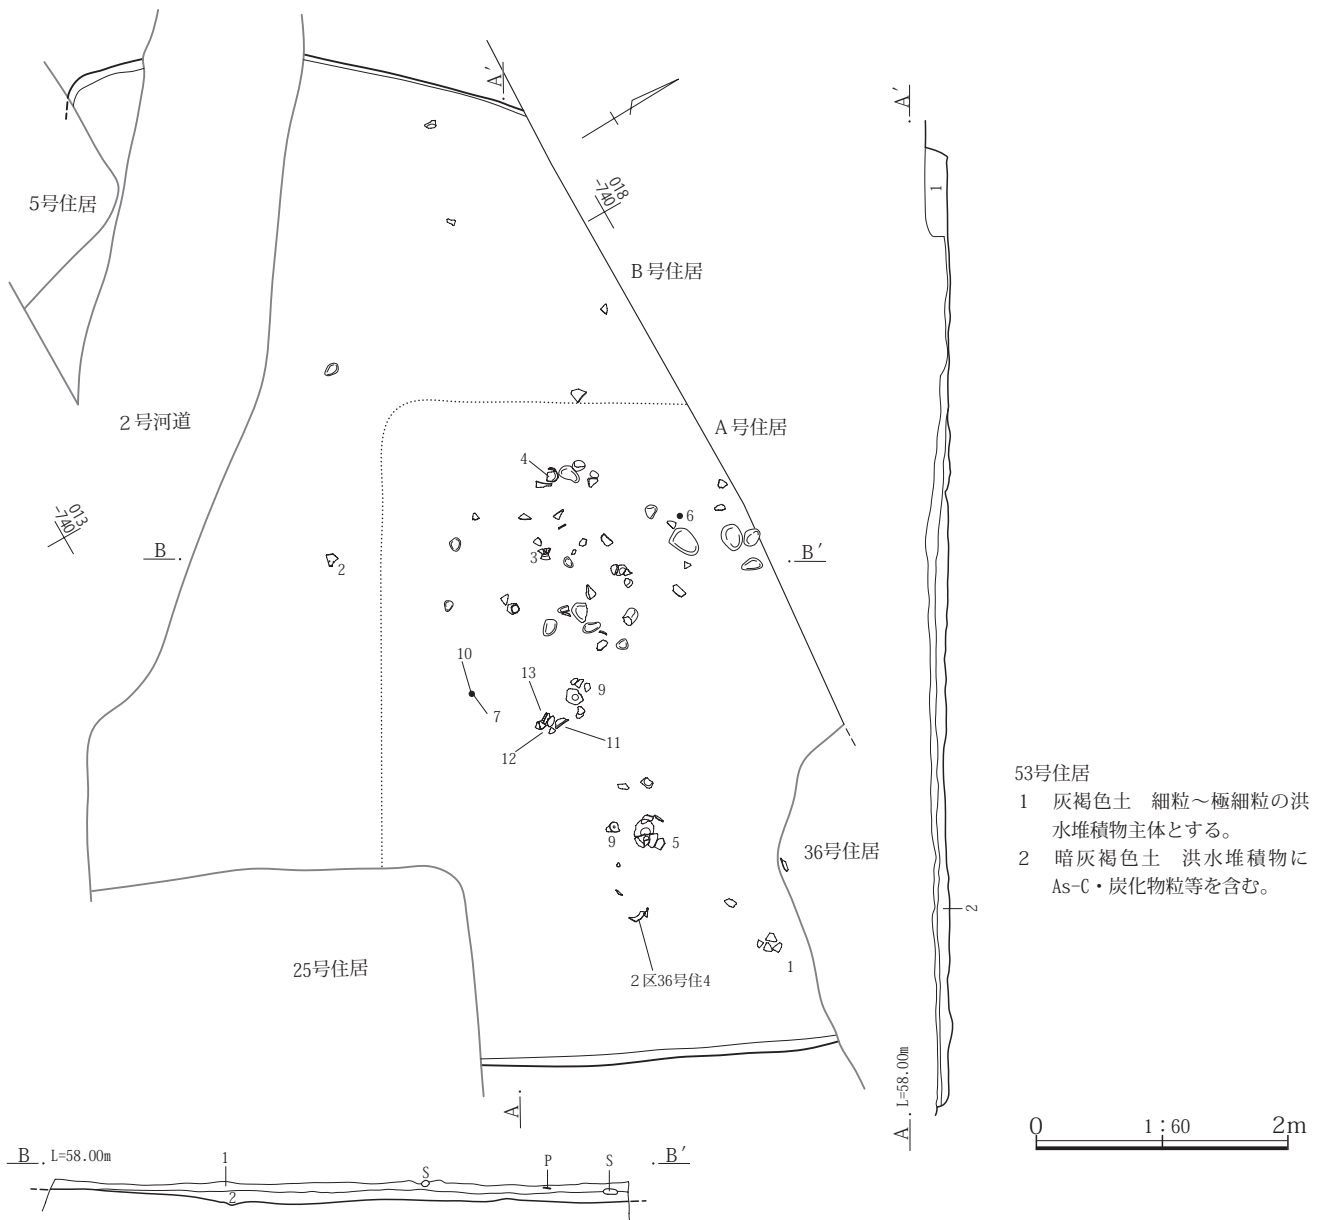 A′
A′
5号住居
018
-740
B号住居
1
2号河道
A号住居
4
013
-740
6
B
B′
3
2
10
13
9
7
12
11
53号住居
1 灰褐色土 細粒～極細粒の洪
水堆積物主体とする。
2 暗灰褐色土 洪水堆積物に
As-C・炭化物粒等を含む。
9
5
36号住居
2
25号住居
1
2区36号住4
A
A L=58.00m
0 1:60 2m
B L=58.00m
1
S
P
S
B′
2